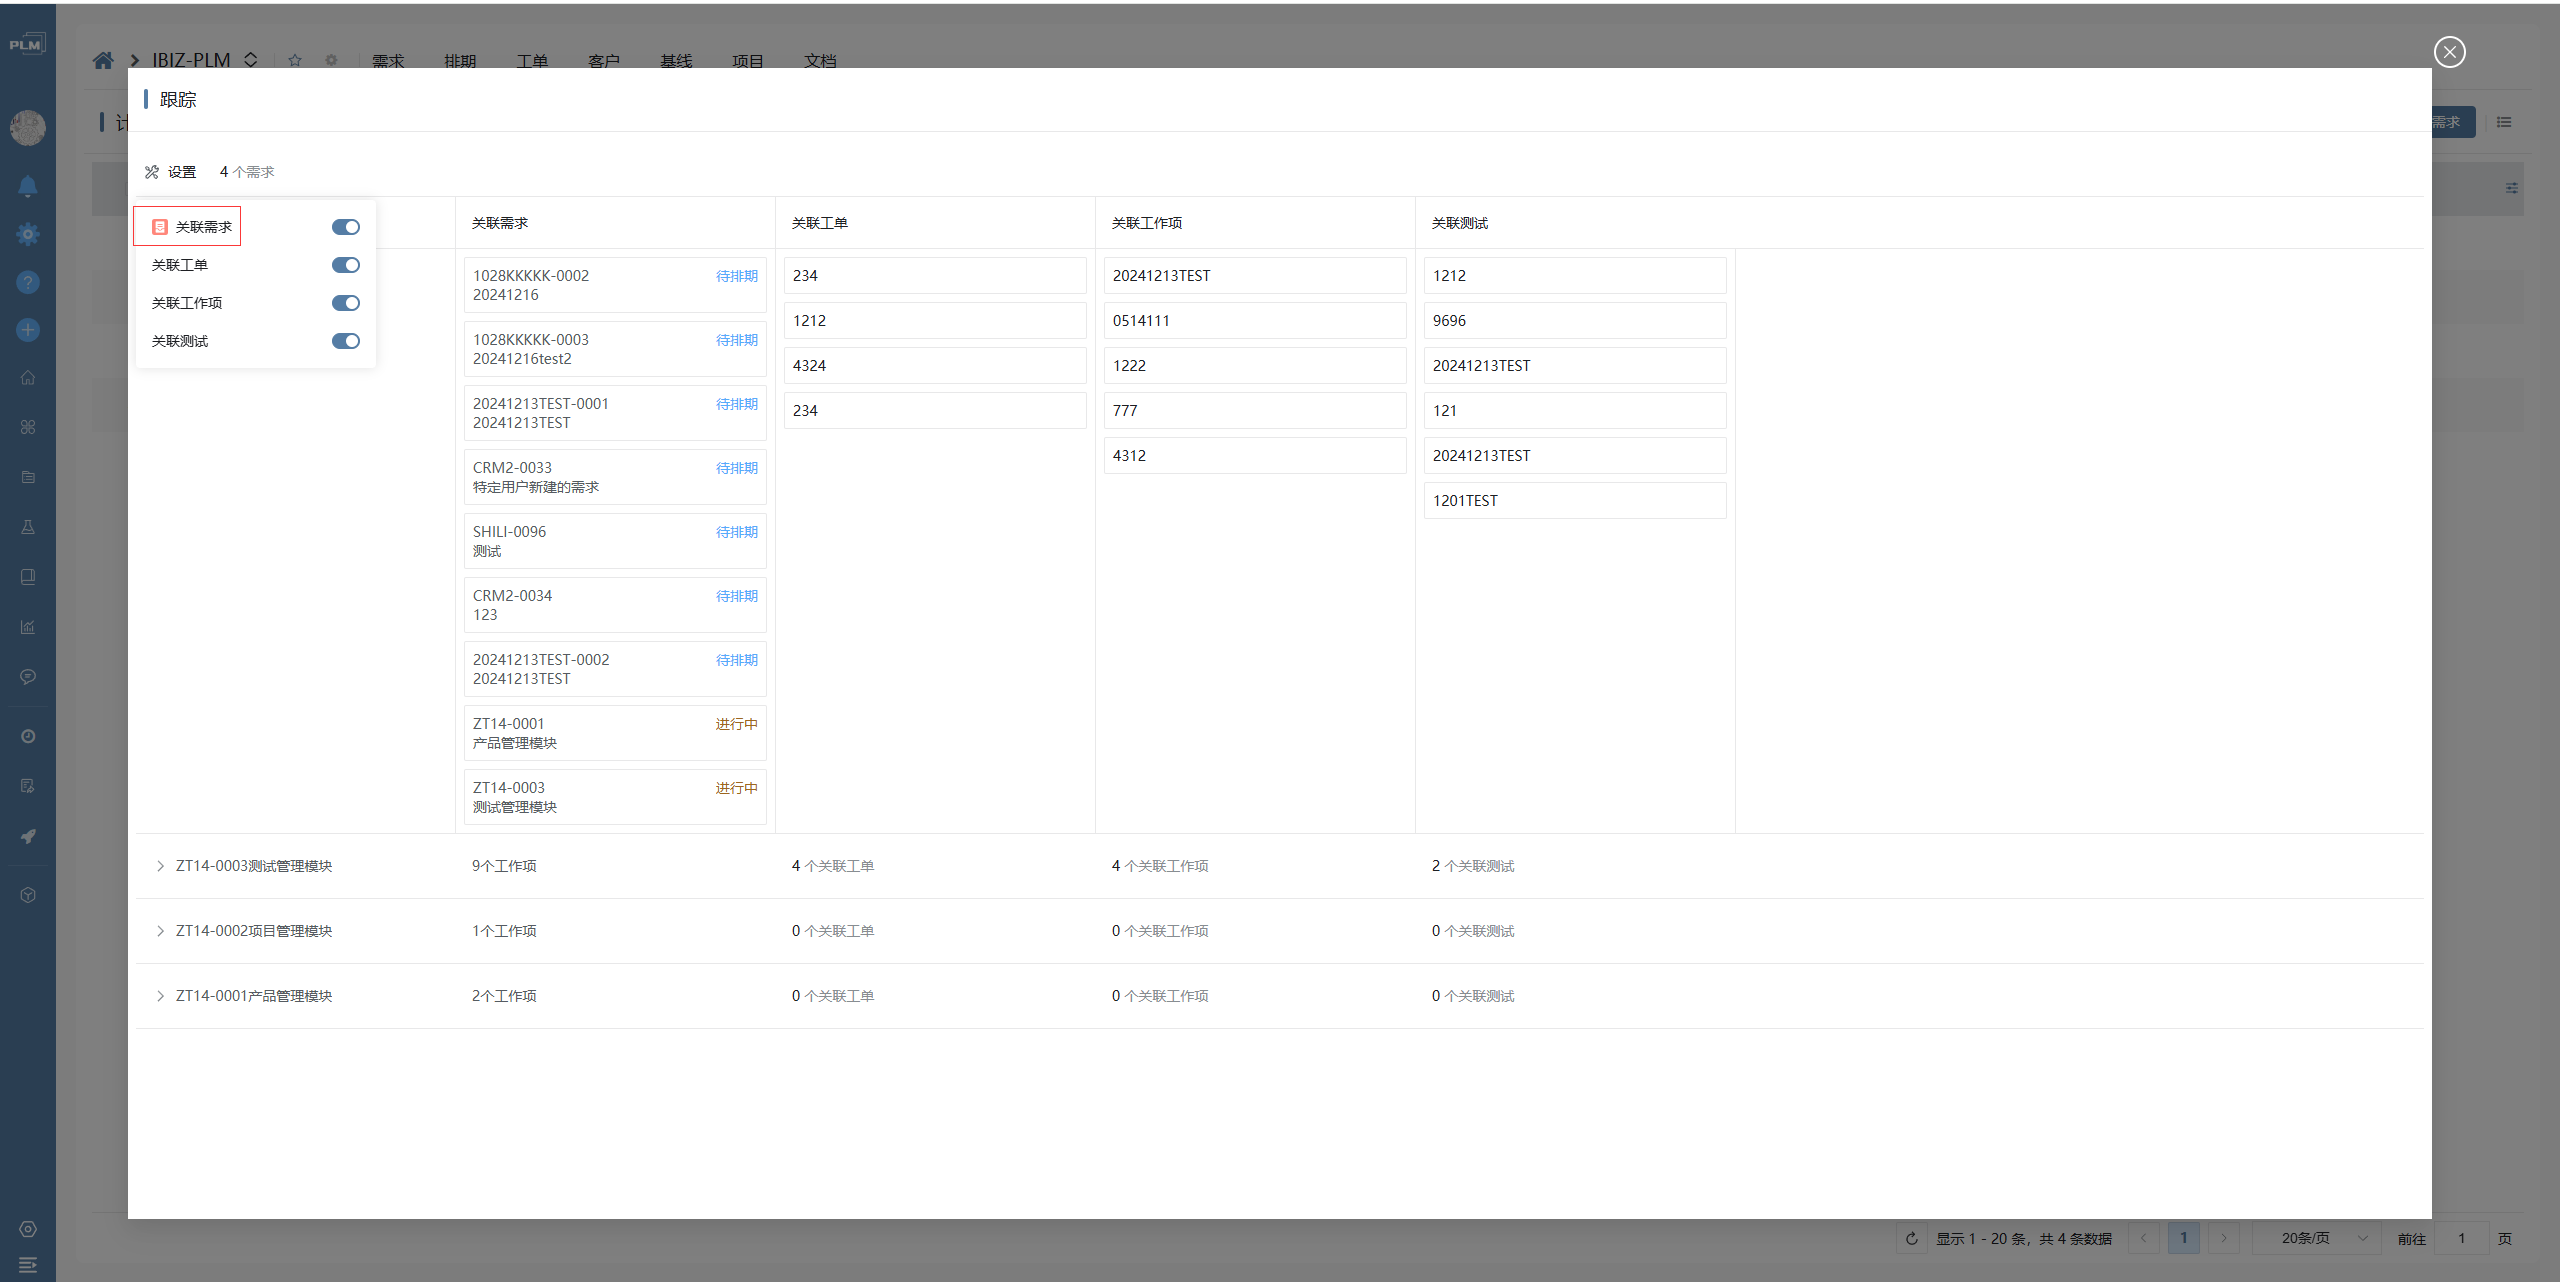 PLM
IBIZ-PLM 需求 排期 工单 客户 基线 项目 文档
跟踪
计
需求
设置 4 个需求
关联需求
关联工单
关联工作项
关联测试
关联需求 关联工单 关联工作项 关联测试
1028KKKKK-0002 待排期
20241216
1028KKKKK-0003 待排期
20241216test2
20241213TEST-0001 待排期
20241213TEST
CRM2-0033 待排期
特定用户新建的需求
SHILI-0096 待排期
测试
CRM2-0034 待排期
123
20241213TEST-0002 待排期
20241213TEST
ZT14-0001 进行中
产品管理模块
ZT14-0003 进行中
测试管理模块
234
1212
4324
234
20241213TEST
0514111
1222
777
4312
1212
9696
20241213TEST
121
20241213TEST
1201TEST
ZT14-0003测试管理模块 9个工作项 4 个关联工单 4 个关联工作项 2 个关联测试
ZT14-0002项目管理模块 1个工作项 0 个关联工单 0 个关联工作项 0 个关联测试
ZT14-0001产品管理模块 2个工作项 0 个关联工单 0 个关联工作项 0 个关联测试
显示 1 - 20 条，共 4 条数据 1 20条/页 前往 1 页